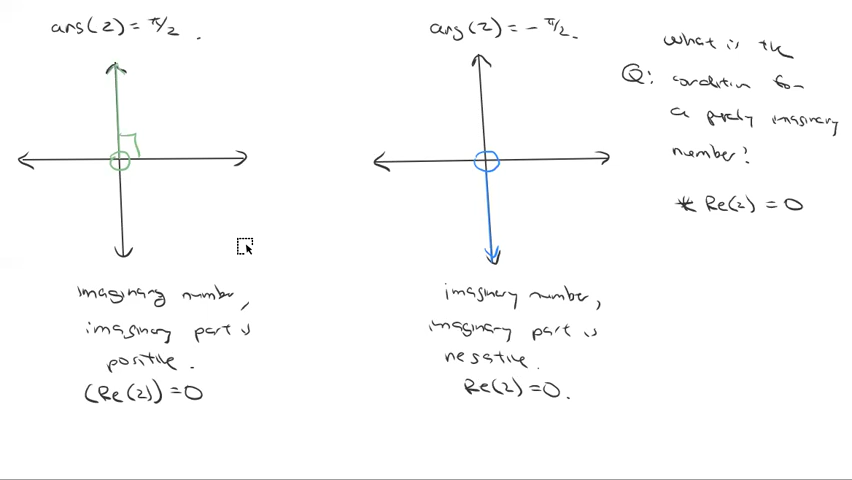 arg(z) = π/2 .
arg(z) = - π/2 .
What is the
Q: condition for
a purely imaginary
number?
* Re(z) = 0
imaginary number,
imaginary part is
positive .
(Re(z)) = 0
imaginary number,
imaginary part is
negative .
Re(z) = 0 .